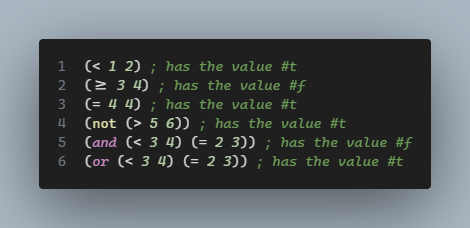 1 (< 1 2) ; has the value #t
2 (≥ 3 4) ; has the value #f
3 (= 4 4) ; has the value #t
4 (not (> 5 6)) ; has the value #t
5 (and (< 3 4) (= 2 3)) ; has the value #f
6 (or (< 3 4) (= 2 3)) ; has the value #t